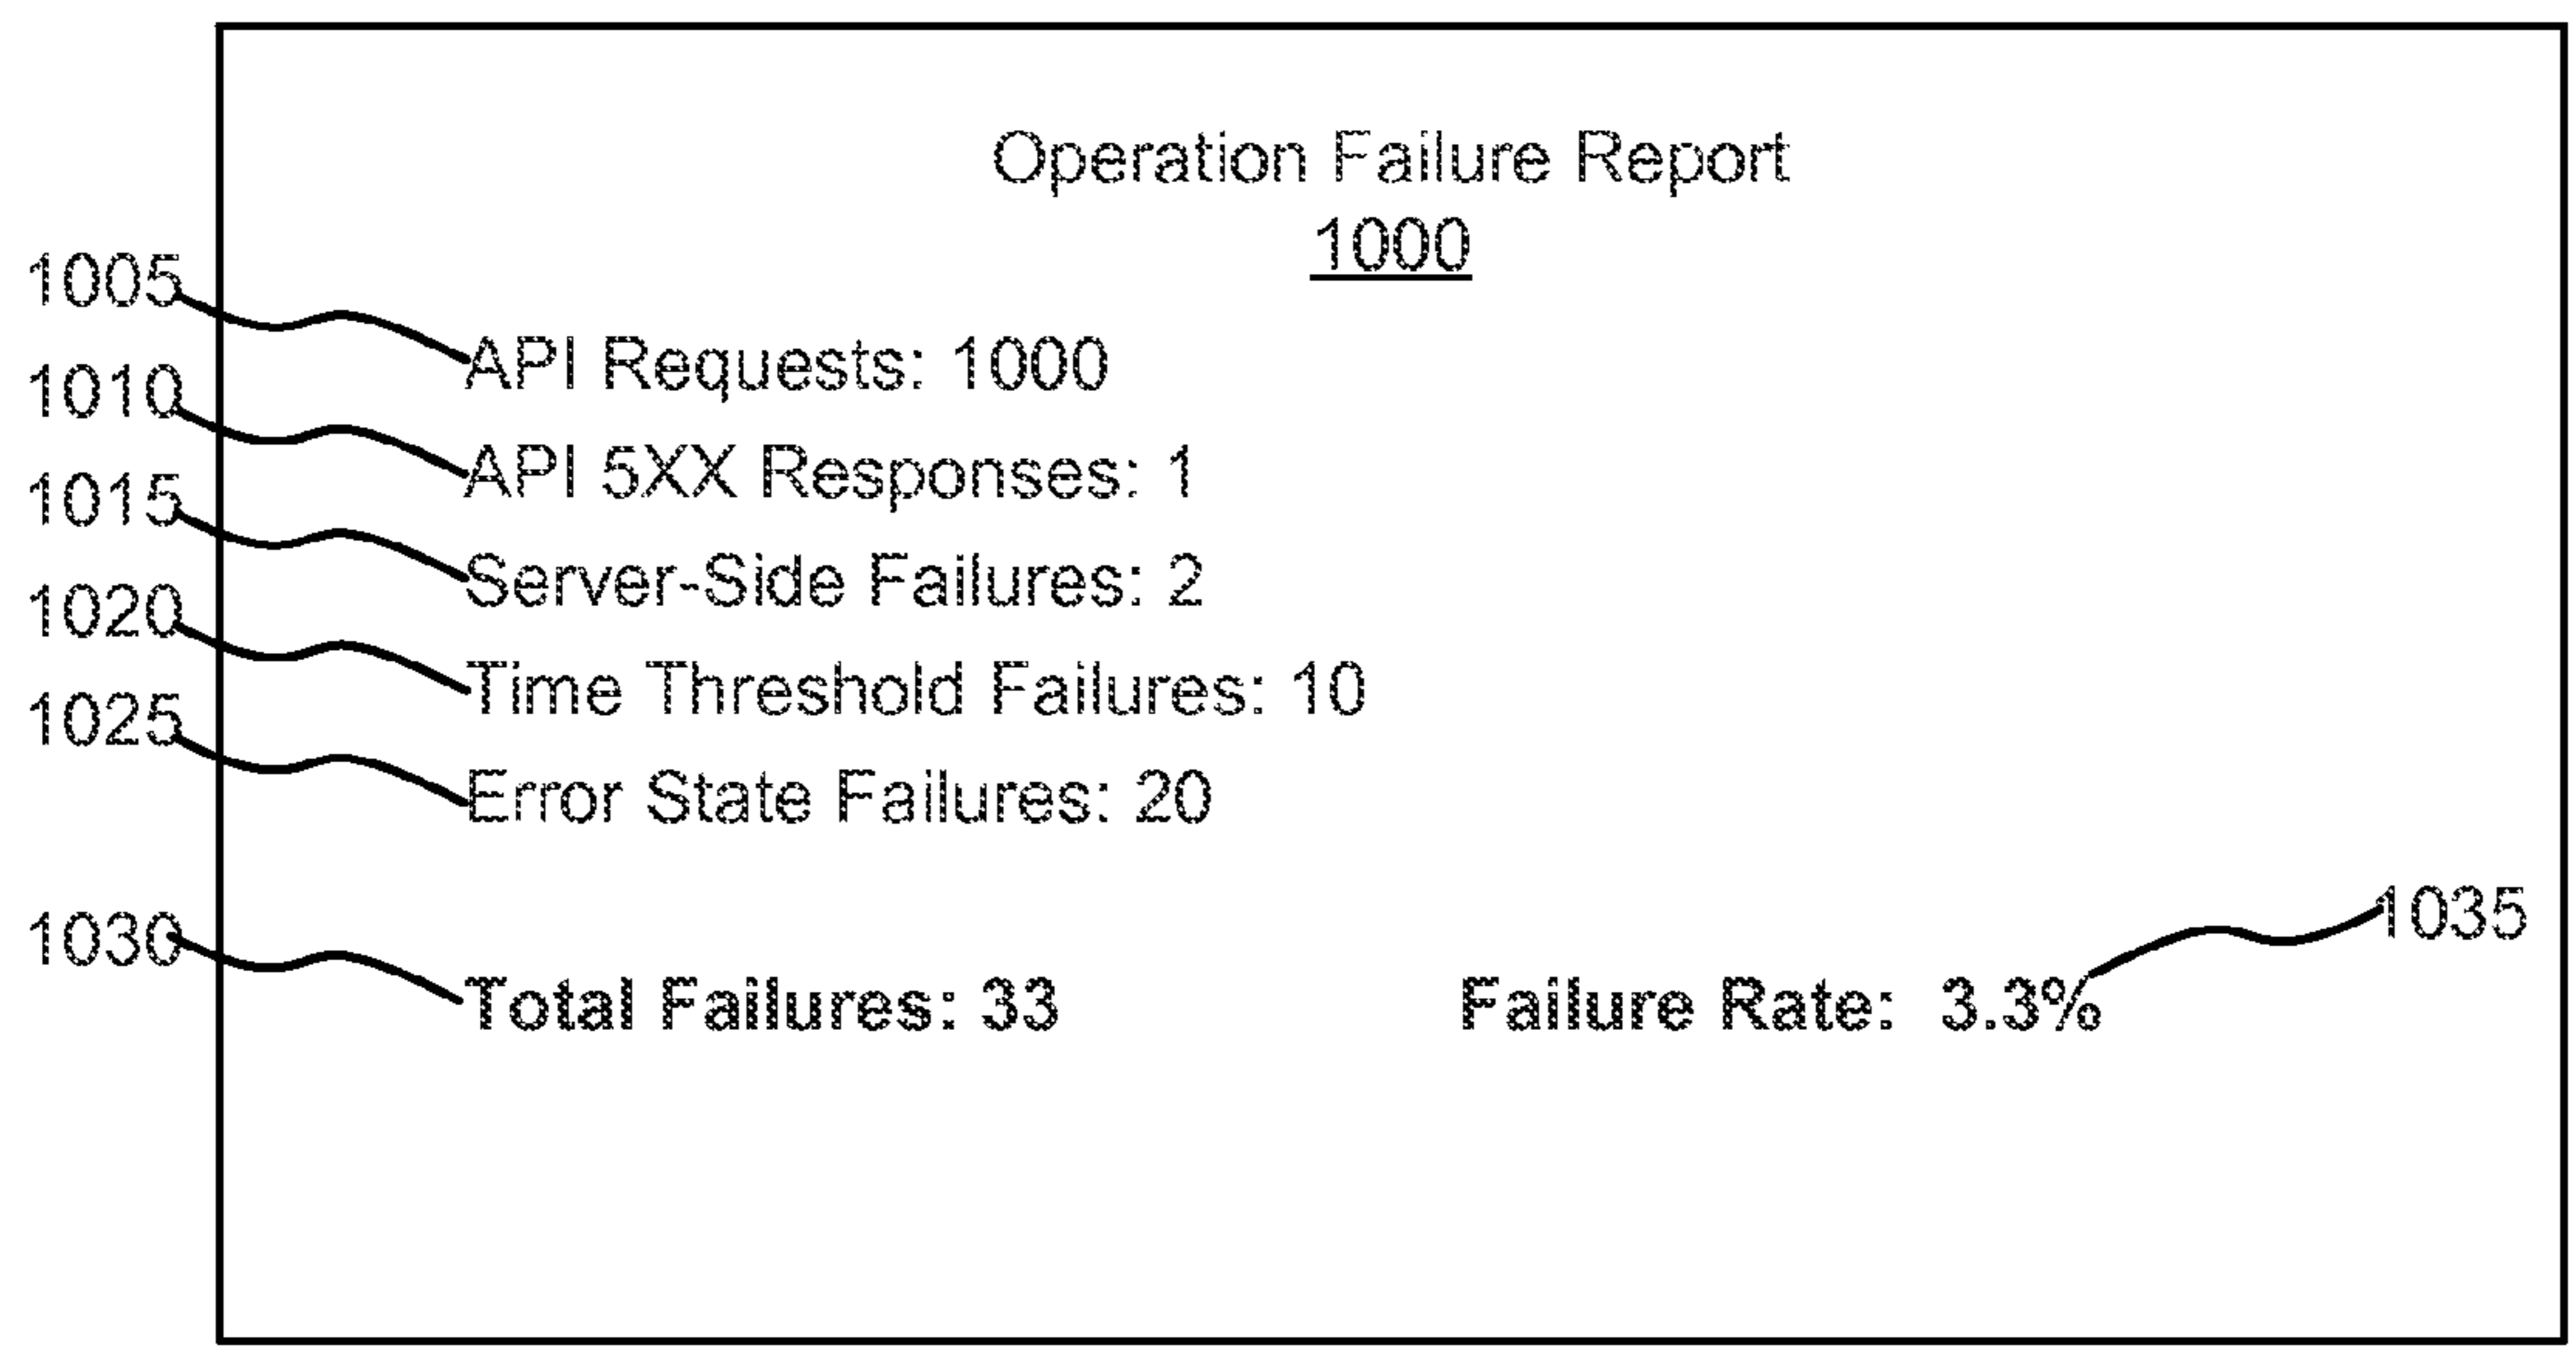 Operation Failure Report
1000
1005
API Requests: 1000
1010
API 5XX Responses: 1
1015
Server-Side Failures: 2
1020
Time Threshold Failures: 10
1025
Error State Failures: 20
1030
Total Failures: 33
1035
Failure Rate: 3.3%